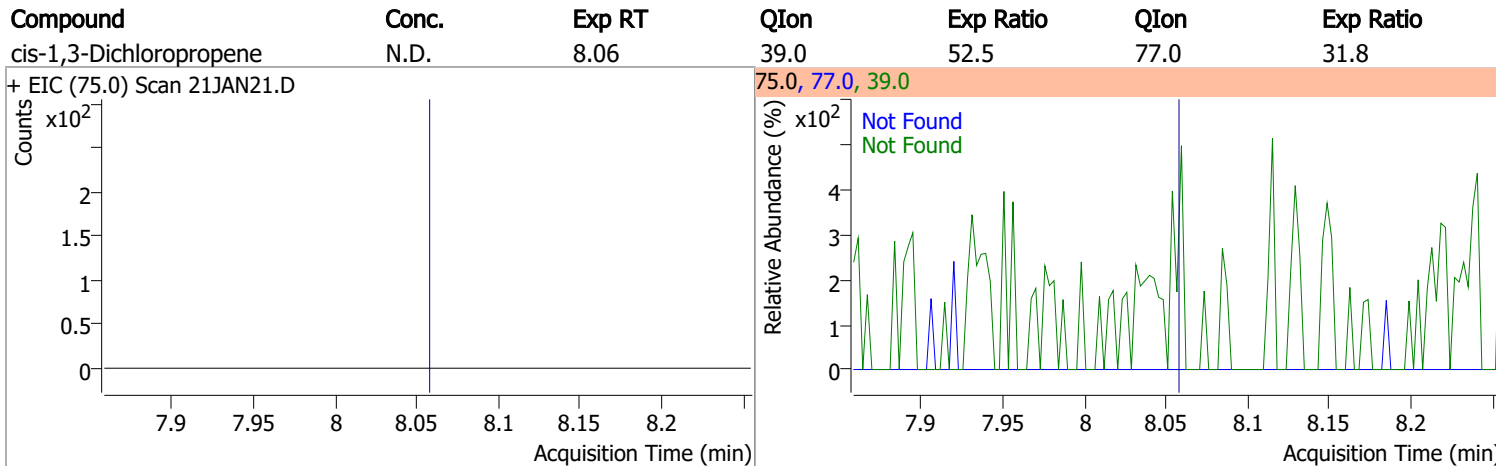 Compound Conc. Exp RT QIon Exp Ratio QIon Exp Ratio
cis-1,3-Dichloropropene N.D. 8.06 39.0 52.5 77.0 31.8
+ EIC (75.0) Scan 21JAN21.D
Counts
x10²
2
1.5
1
0.5
0
7.9 7.95 8 8.05 8.1 8.15 8.2
Acquisition Time (min)
75.0, 77.0, 39.0
Relative Abundance (%)
x10²
Not Found
Not Found
4
3
2
1
0
7.9 7.95 8 8.05 8.1 8.15 8.2
Acquisition Time (min)